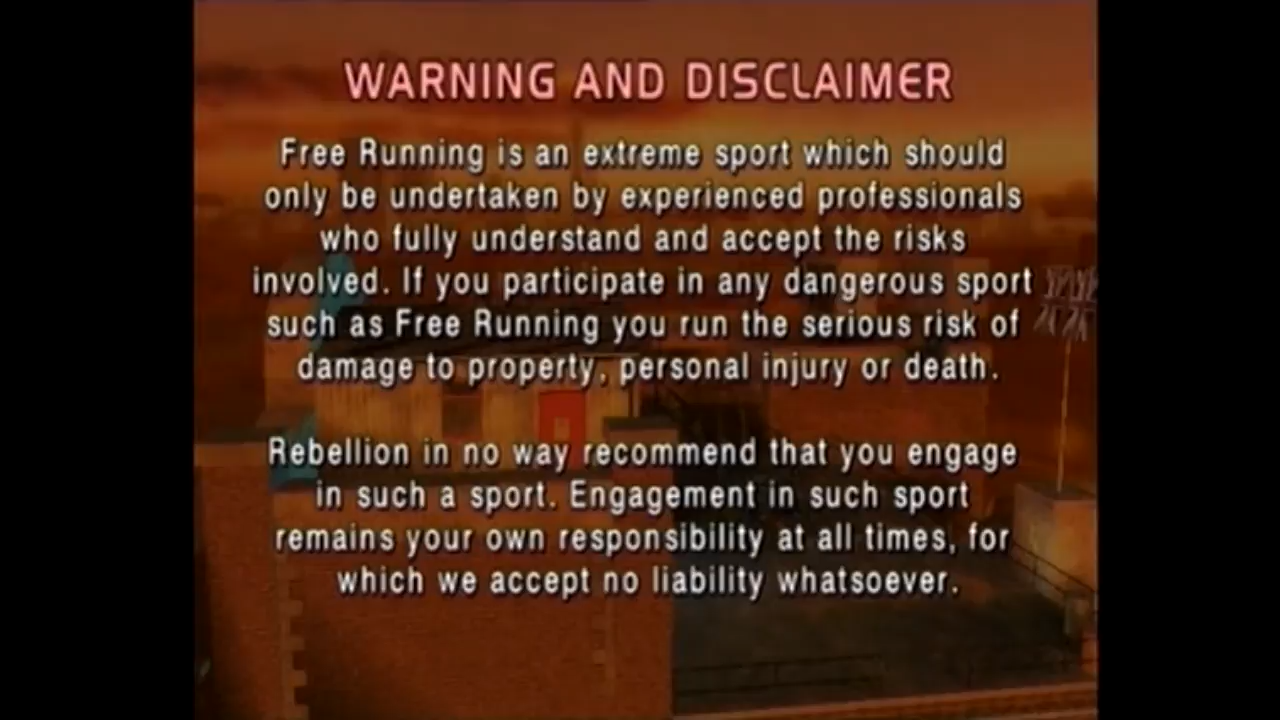 WARNING AND DISCLAIMER
Free Running is an extreme sport which should
only be undertaken by experienced professionals
who fully understand and accept the risks
involved. If you participate in any dangerous sport
such as Free Running you run the serious risk of
damage to property, personal injury or death.
Rebellion in no way recommend that you engage
in such a sport. Engagement in such sport
remains your own responsibility at all times, for
which we accept no liability whatsoever.